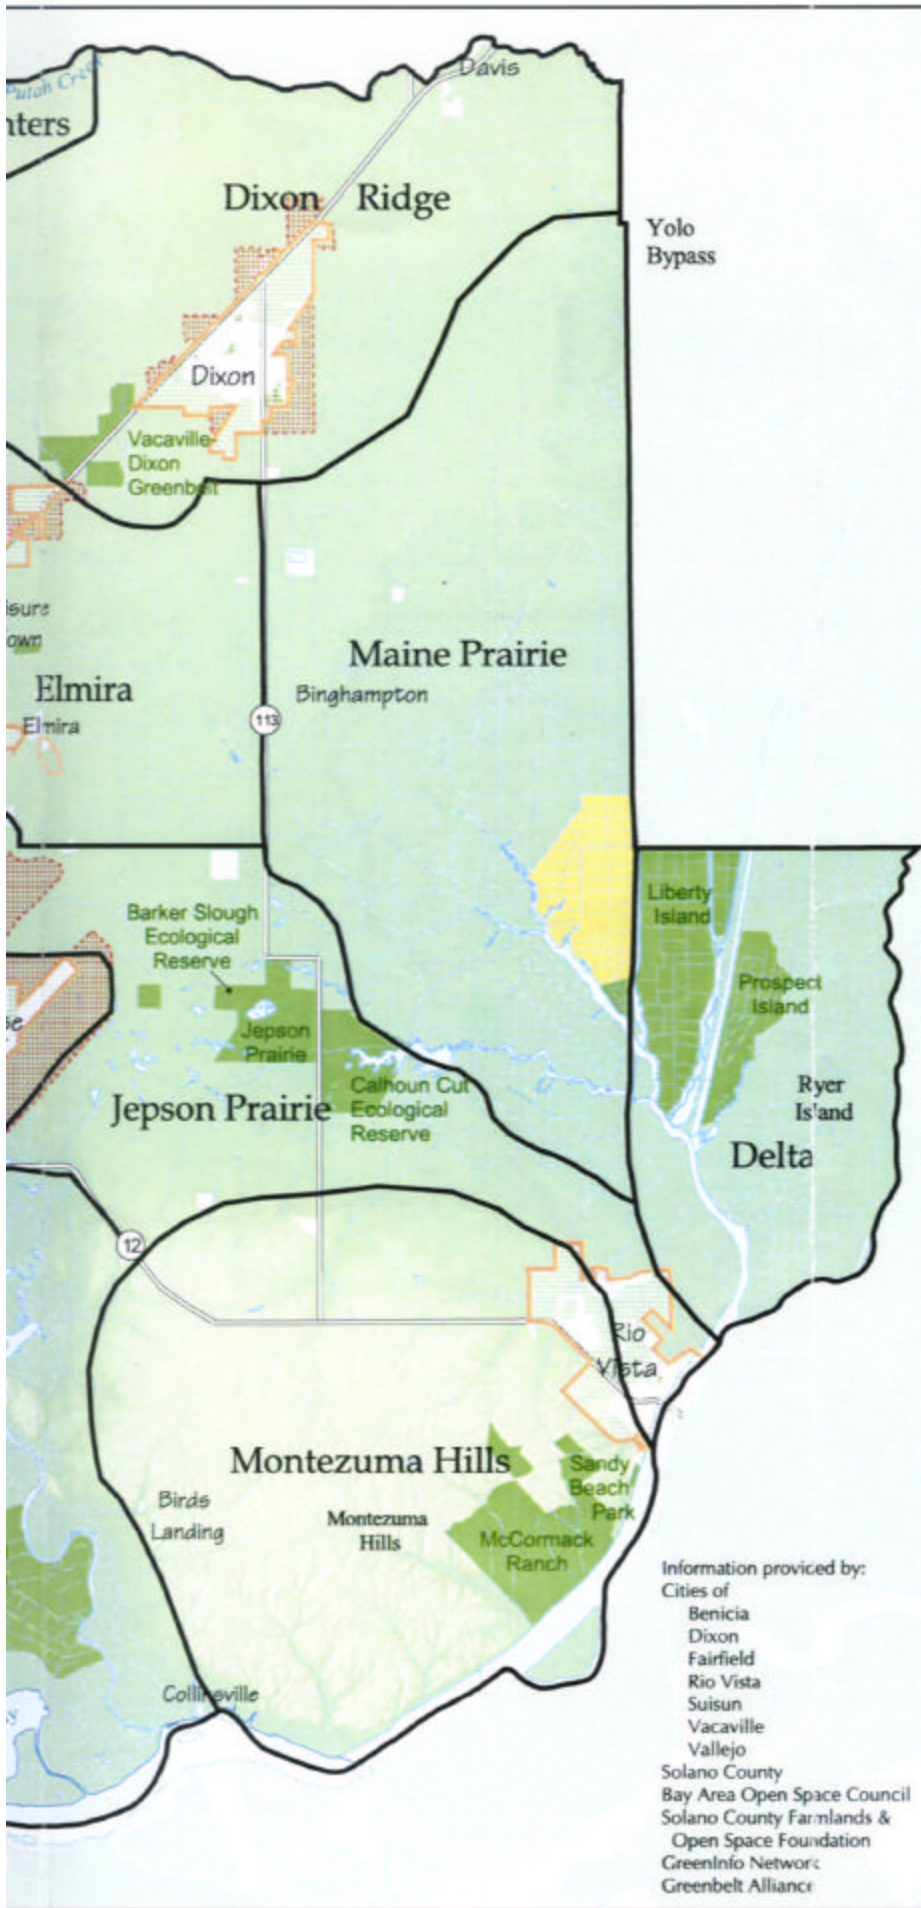 Davis
Putah Creek
Dixon Ridge
Yolo
Bypass
Dixon
Vacaville-
Dixon
Greenbelt
Maine Prairie
Elmira
Binghampton
Elmira
113
Liberty
Island
Barker Slough
Ecological
Reserve
Prospect
Island
Jepson
Prairie
Ryer
Island
Calhoun Cut
Ecological
Reserve
Jepson Prairie
Delta
12
Rio
Vista
Montezuma Hills
Sandy
Beach
Park
Birds
Landing
Montezuma
Hills
McCormack
Ranch
Collinsville
Information provided by:
Cities of
Benicia
Dixon
Fairfield
Rio Vista
Suisun
Vacaville
Vallejo
Solano County
Bay Area Open Space Council
Solano County Farmlands &
Open Space Foundation
GreenInfo Network
Greenbelt Alliance